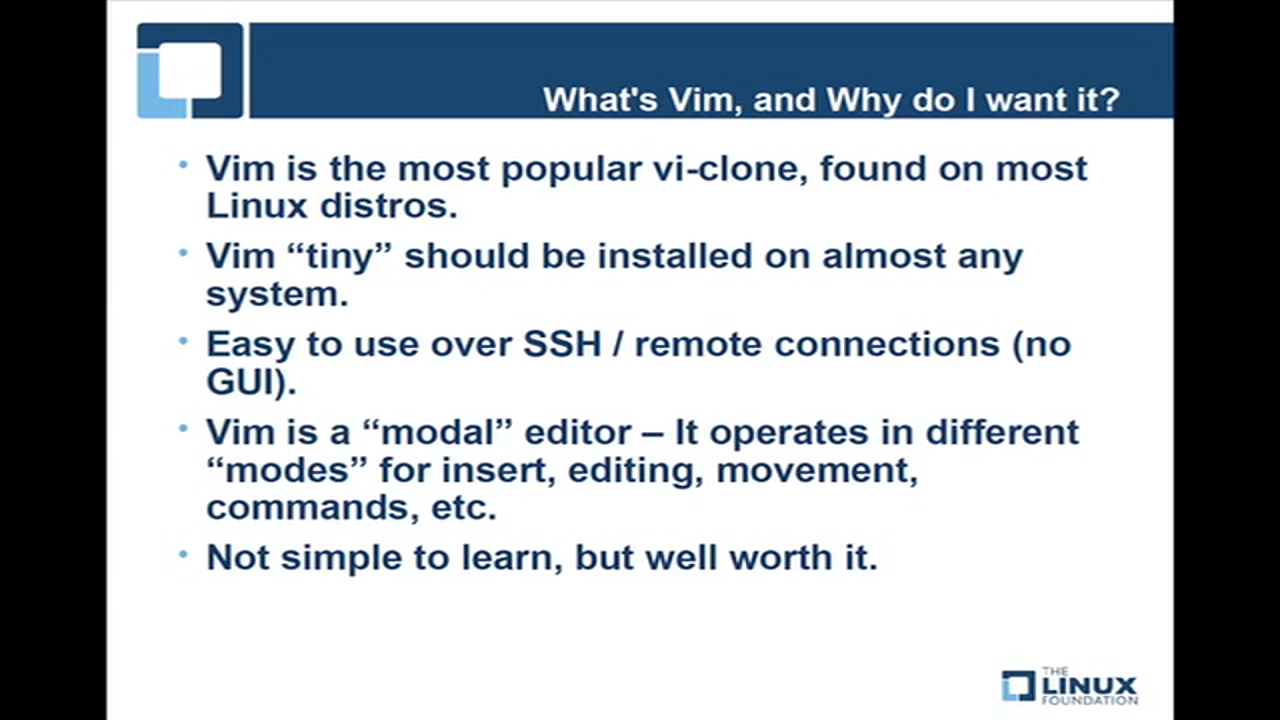 What's Vim, and Why do I want it?
• Vim is the most popular vi-clone, found on most
Linux distros.
• Vim “tiny” should be installed on almost any
system.
• Easy to use over SSH / remote connections (no
GUI).
• Vim is a “modal” editor – It operates in different
“modes” for insert, editing, movement,
commands, etc.
• Not simple to learn, but well worth it.
THE
LINUX
FOUNDATION